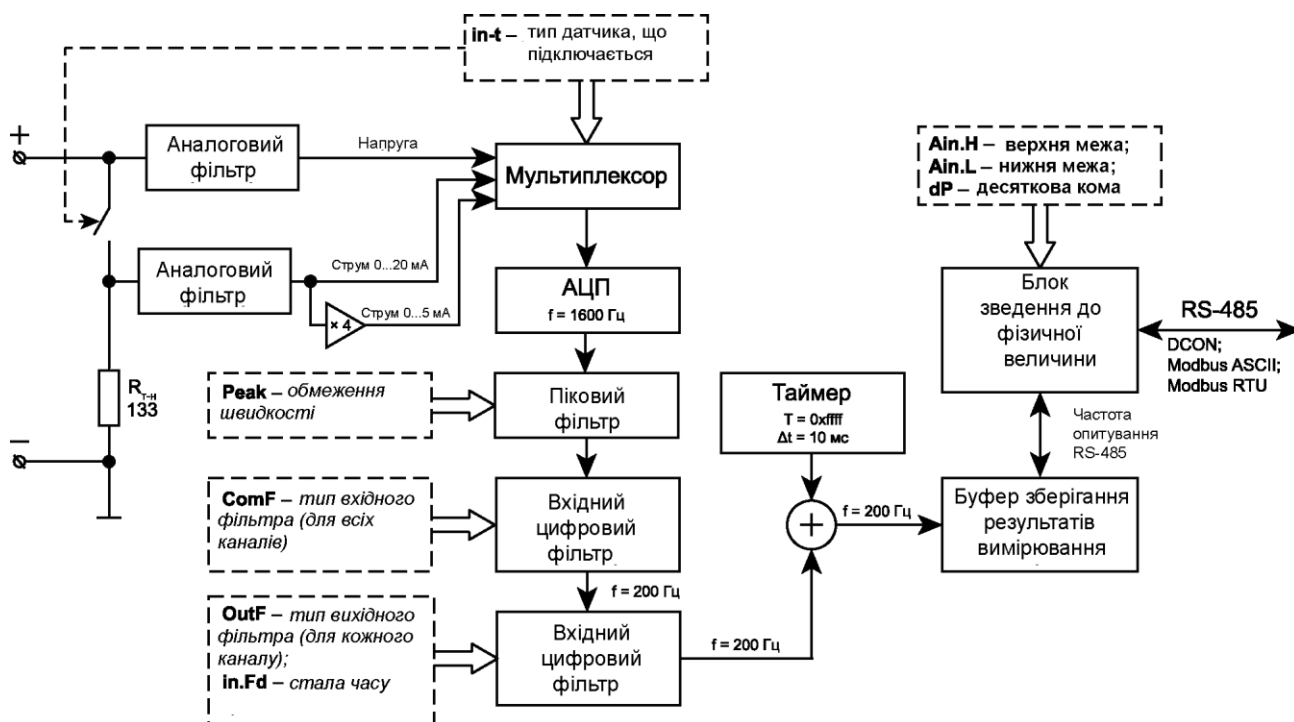 in-t – тип датчика, що
підключається
+
Аналоговий
фільтр
Напруга
Мультиплексор
Ain.H – верхня межа;
Ain.L – нижня межа;
dP – десяткова кома
Аналоговий
фільтр
Струм 0...20 мА
× 4
Струм 0...5 мА
АЦП
f = 1600 Гц
Блок
зведення до
фізичної
величини
RS-485
DCON;
Modbus ASCII;
Modbus RTU
Rт-н
133
–
Peak – обмеження
швидкості
Піковий
фільтр
Таймер
T = 0xffff
Δt = 10 мс
Частота
опитування
RS-485
ComF – тип вхідного
фільтра (для всіх
каналів)
Вхідний
цифровий
фільтр
+
f = 200 Гц
Буфер зберігання
результатів
вимірювання
f = 200 Гц
OutF – тип вихідного
фільтра (для кожного
каналу);
in.Fd – стала часу
Вхідний
цифровий
фільтр
f = 200 Гц